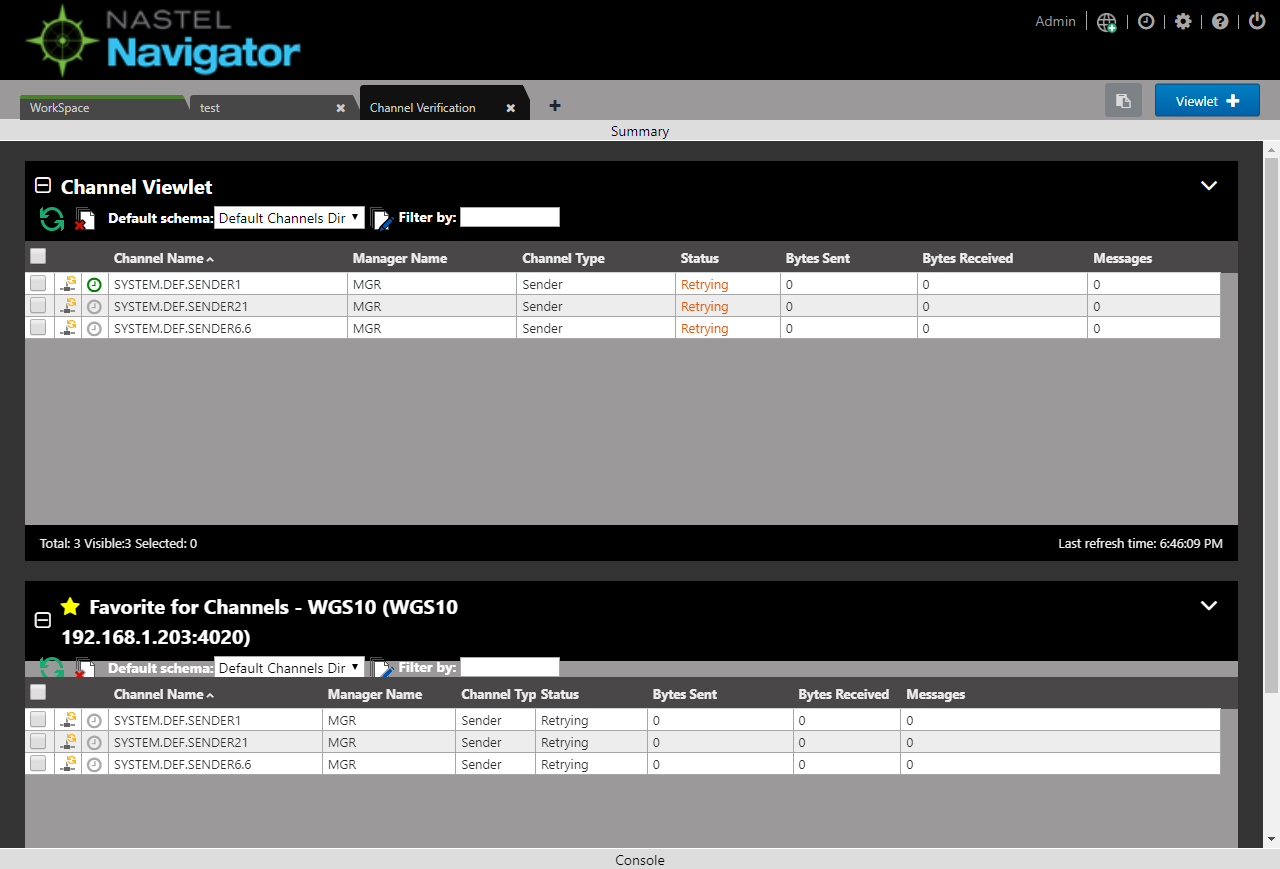 NASTEL
Navigator
Admin
WorkSpace test Channel Verification
Viewlet
Summary
Channel Viewlet
Default schema: Default Channels Dir Filter by:
Channel Name Manager Name Channel Type Status Bytes Sent Bytes Received Messages
SYSTEM.DEF.SENDER1 MGR Sender Retrying 0 0 0
SYSTEM.DEF.SENDER21 MGR Sender Retrying 0 0 0
SYSTEM.DEF.SENDER6.6 MGR Sender Retrying 0 0 0
Total: 3 Visible:3 Selected: 0 Last refresh time: 6:46:09 PM
Favorite for Channels - WGS10 (WGS10
192.168.1.203:4020)
Default schema: Default Channels Dir Filter by:
Channel Name Manager Name Channel Typ Status Bytes Sent Bytes Received Messages
SYSTEM.DEF.SENDER1 MGR Sender Retrying 0 0 0
SYSTEM.DEF.SENDER21 MGR Sender Retrying 0 0 0
SYSTEM.DEF.SENDER6.6 MGR Sender Retrying 0 0 0
Console